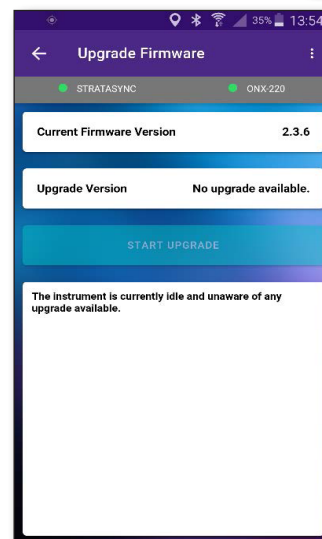 35% 13:54
Upgrade Firmware
STRATASYNC ONX-220
Current Firmware Version 2.3.6
Upgrade Version No upgrade available.
START UPGRADE
The instrument is currently idle and unaware of any
upgrade available.